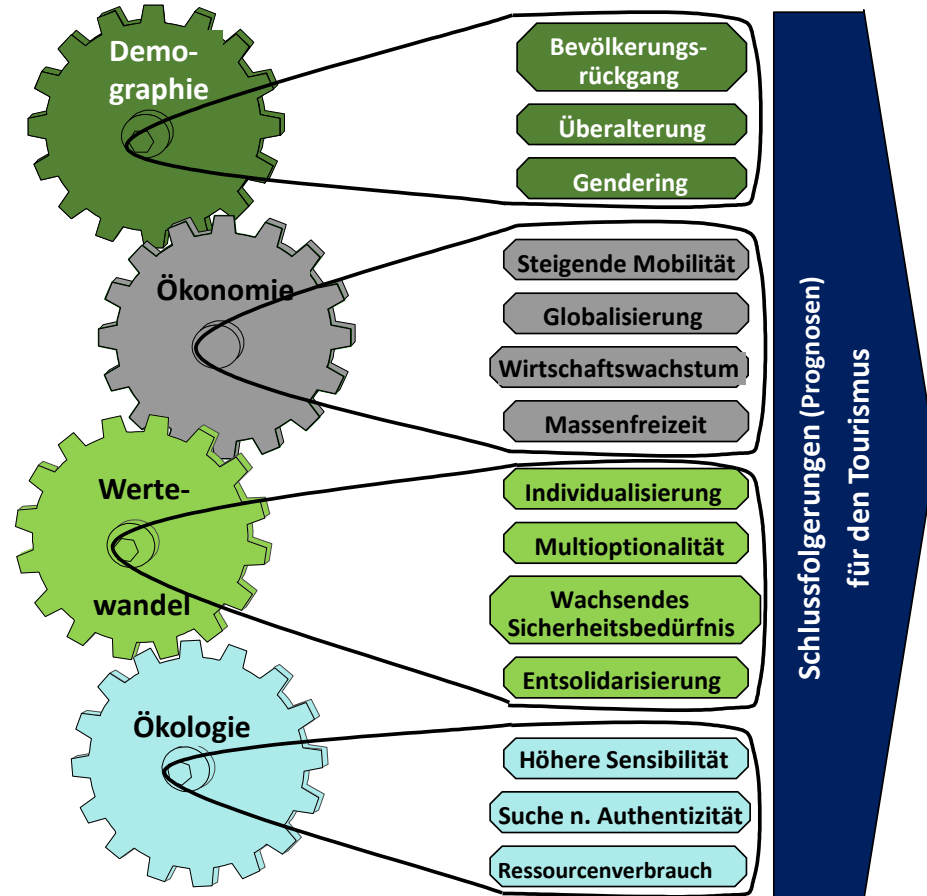 Demo-
graphie
Bevölkerungs-
rückgang
Überalterung
Gendering
Ökonomie
Steigende Mobilität
Globalisierung
Wirtschaftswachstum
Massenfreizeit
Werte-
wandel
Individualisierung
Multioptionalität
Wachsendes
Sicherheitsbedürfnis
Entsolidarisierung
Ökologie
Höhere Sensibilität
Suche n. Authentizität
Ressourcenverbrauch
Schlussfolgerungen (Prognosen)
für den Tourismus